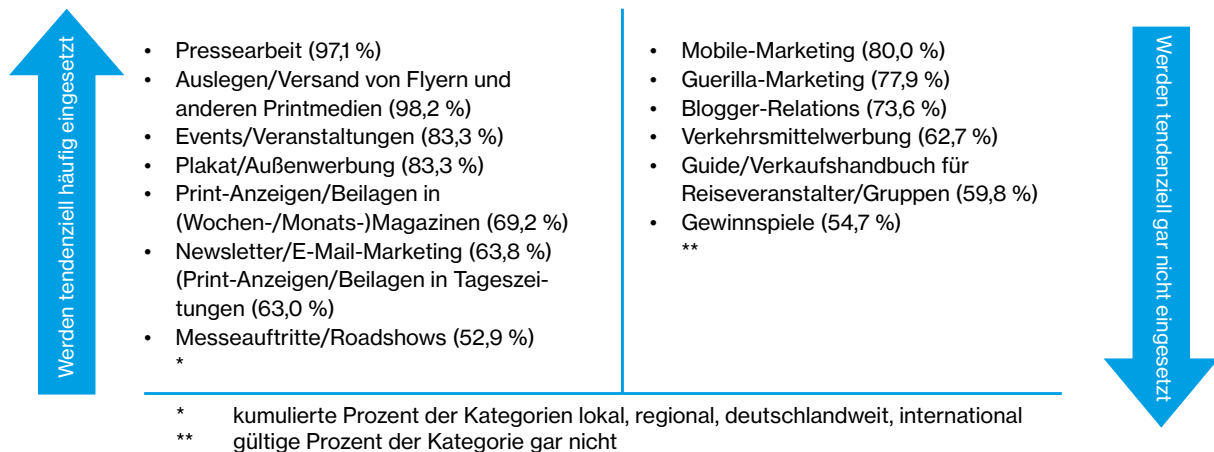 Werden tendenziell häufig eingesetzt
• Pressearbeit (97,1 %)
• Auslegen/Versand von Flyern und
anderen Printmedien (98,2 %)
• Events/Veranstaltungen (83,3 %)
• Plakat/Außenwerbung (83,3 %)
• Print-Anzeigen/Beilagen in
(Wochen-/Monats-)Magazinen (69,2 %)
• Newsletter/E-Mail-Marketing (63,8 %)
(Print-Anzeigen/Beilagen in Tageszei-
tungen (63,0 %)
• Messeauftritte/Roadshows (52,9 %)
*
• Mobile-Marketing (80,0 %)
• Guerilla-Marketing (77,9 %)
• Blogger-Relations (73,6 %)
• Verkehrsmittelwerbung (62,7 %)
• Guide/Verkaufshandbuch für
Reiseveranstalter/Gruppen (59,8 %)
• Gewinnspiele (54,7 %)
**
Werden tendenziell gar nicht eingesetzt
* kumulierte Prozent der Kategorien lokal, regional, deutschlandweit, international
** gültige Prozent der Kategorie gar nicht